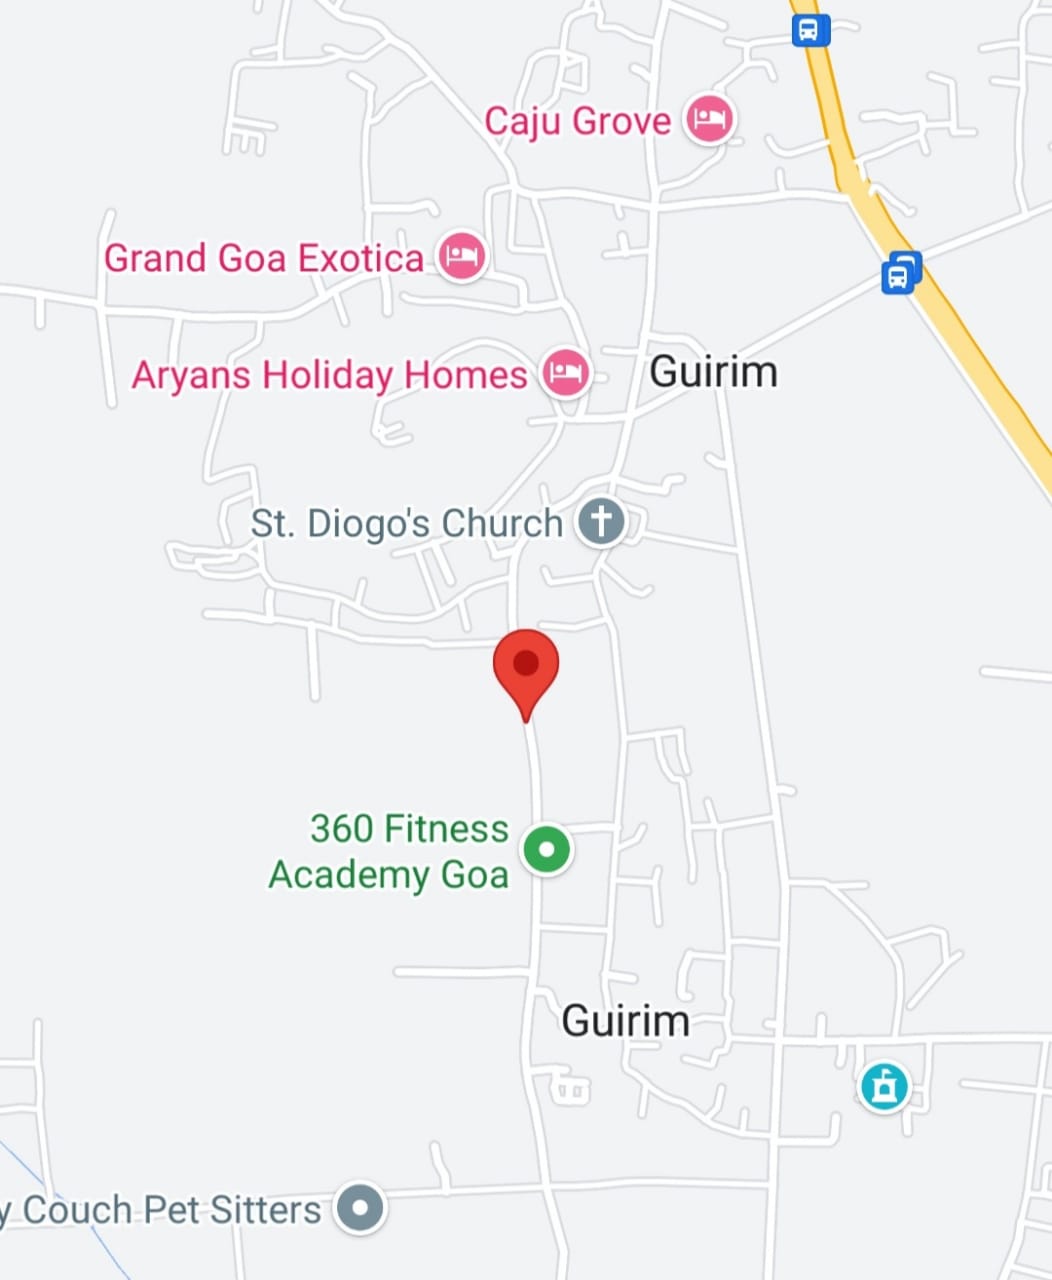 Caju Grove
Grand Goa Exotica
Aryans Holiday Homes
Guirim
St. Diogo's Church
360 Fitness
Academy Goa
Guirim
y Couch Pet Sitters